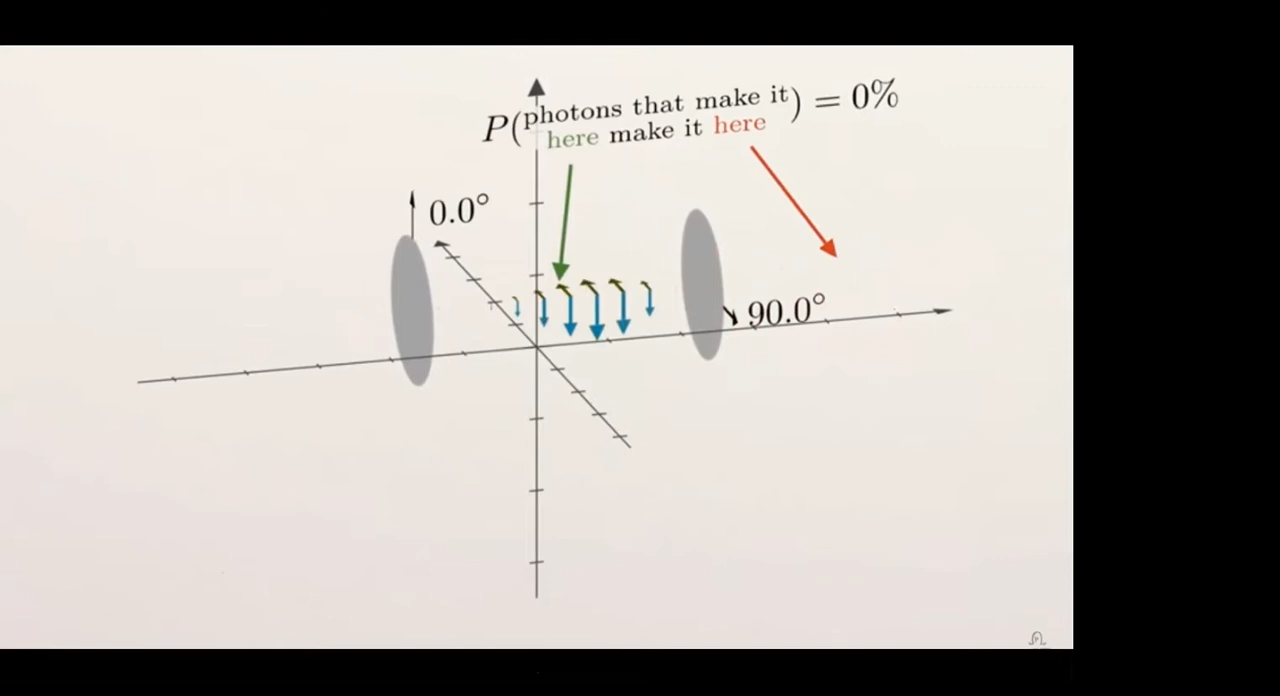 P(photons that make it
here make it here) = 0%
0.0°
90.0°